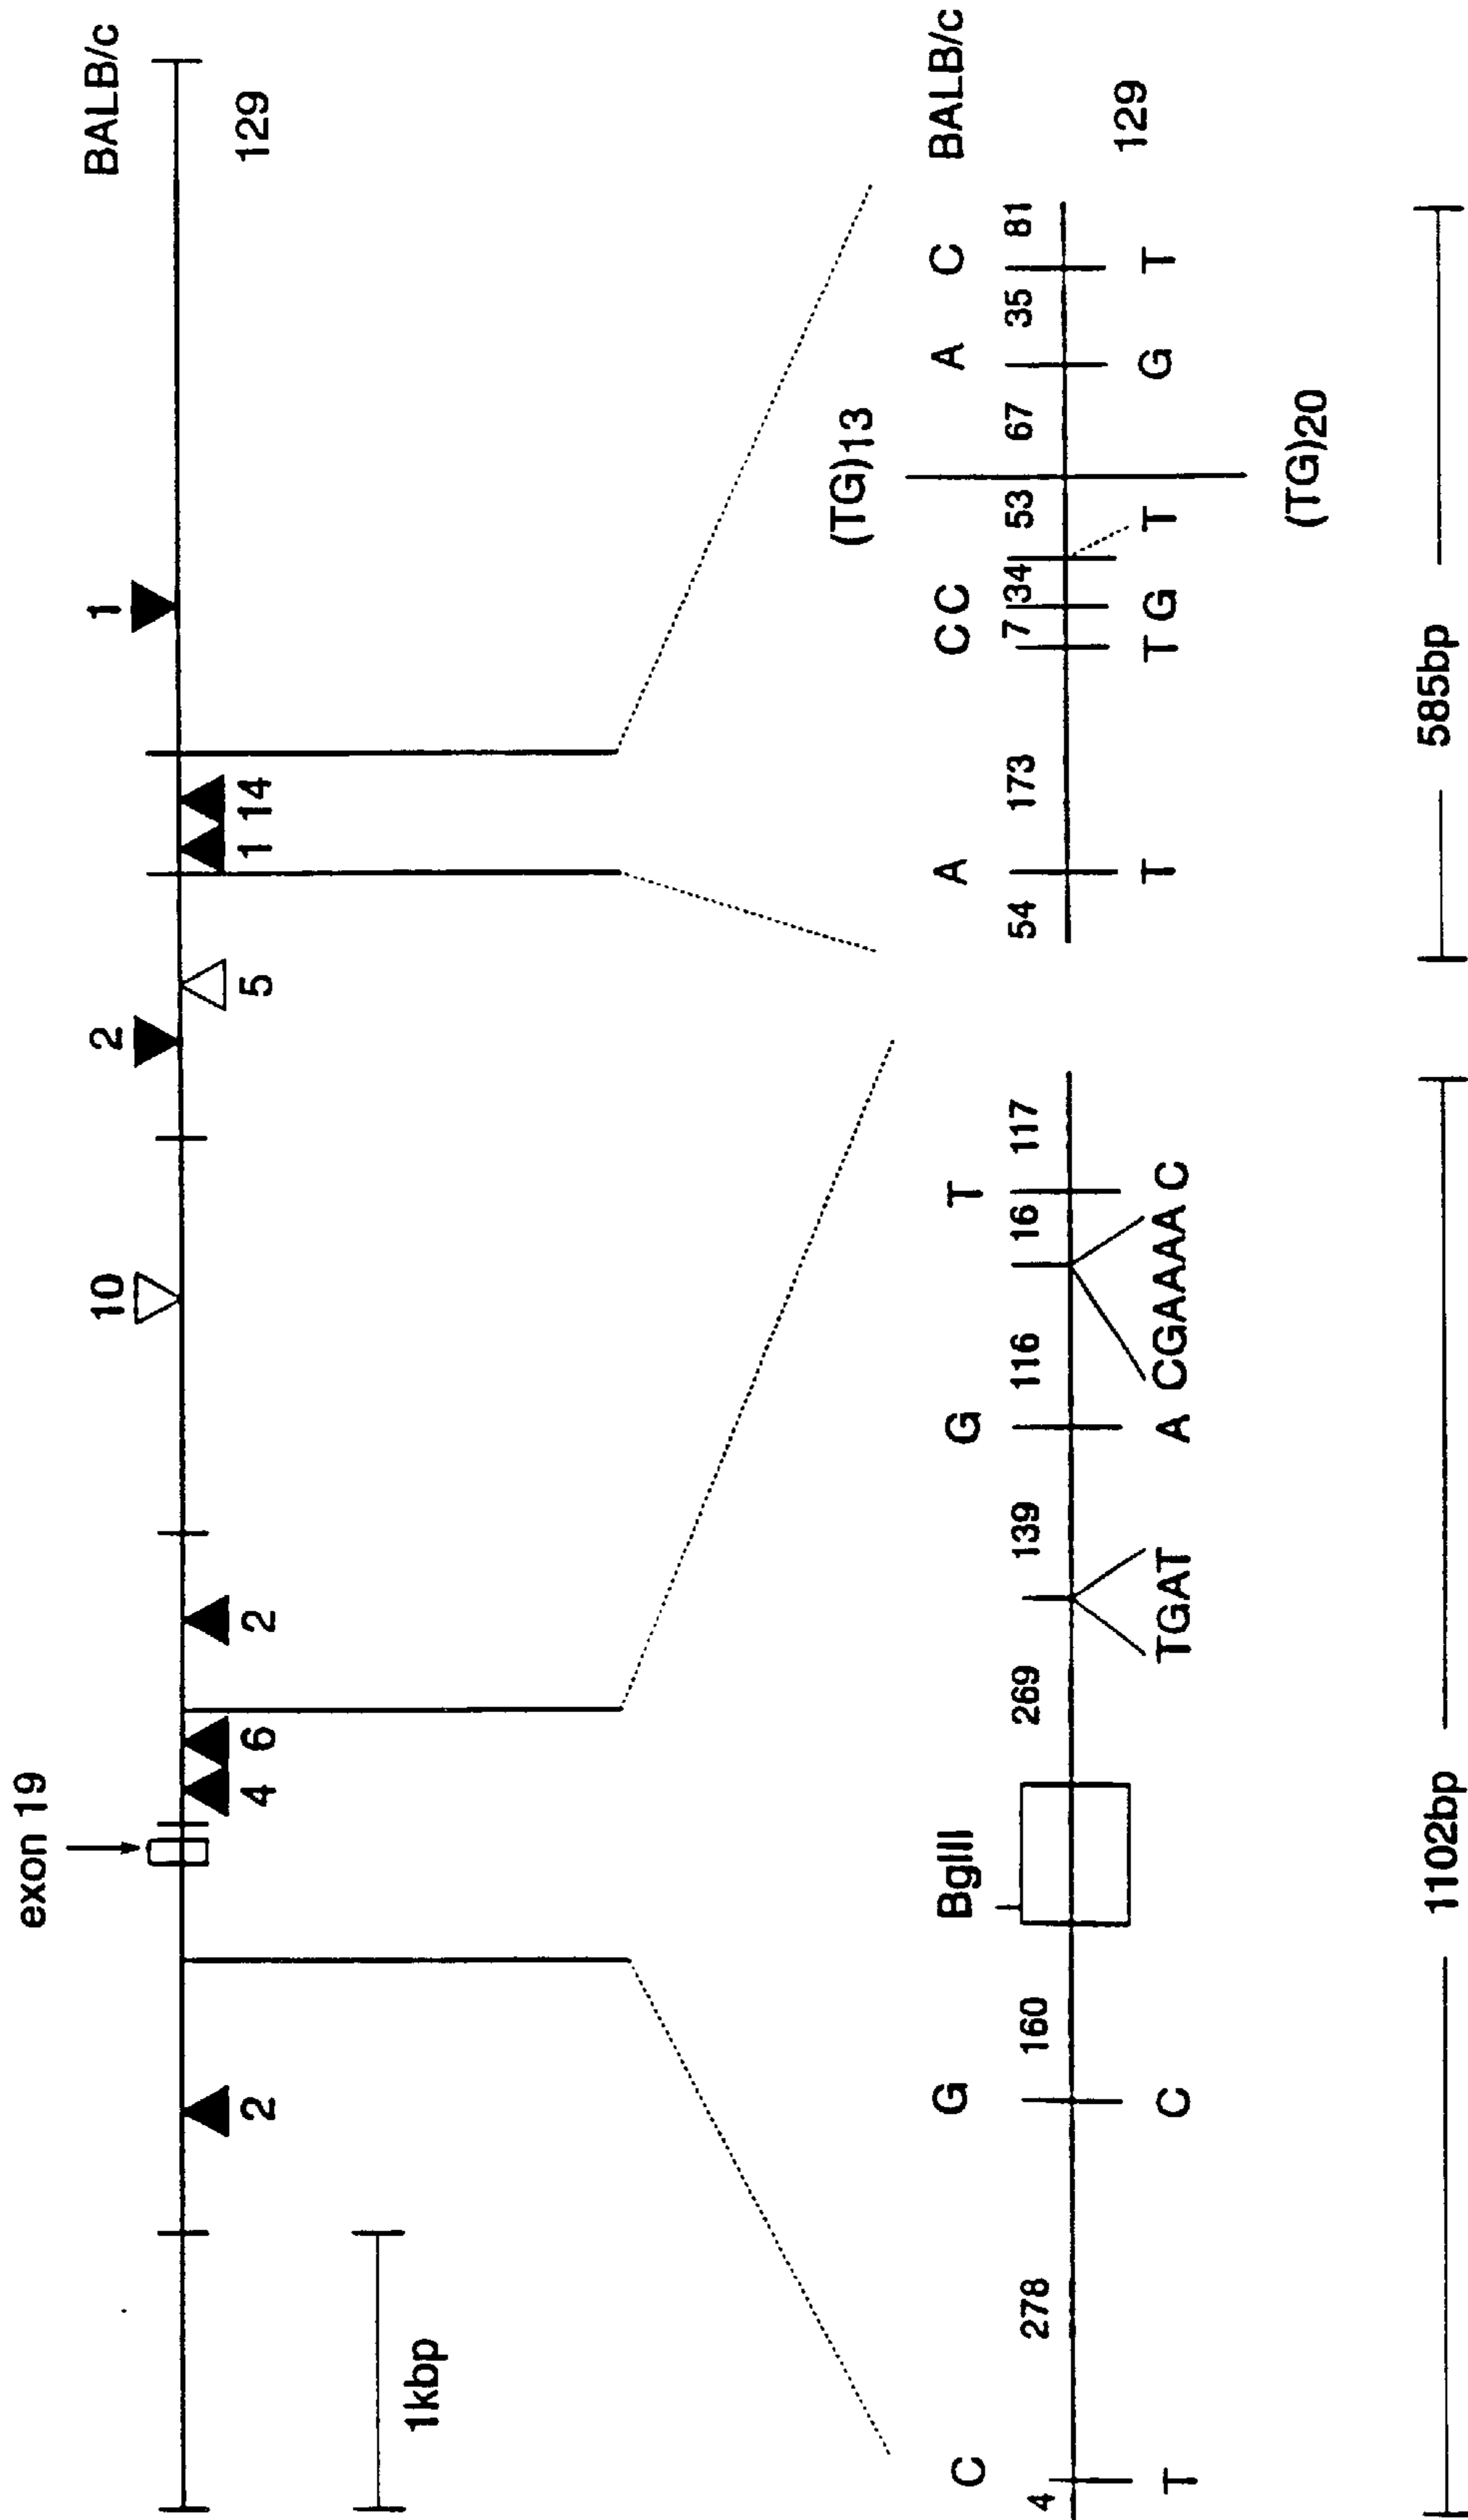 exon 19
10 2 1 BALB/c
2 4 6 2 5 1 14 129
1kbp
(TG)13
C G BglII G T A C C A C BALB/c
4 278 160 269 139 116 16 117 54 173 7 34 53 67 35 81
T C TGAT A CGAAAA C T T G T G T 129
(TG)20
1102bp 585bp